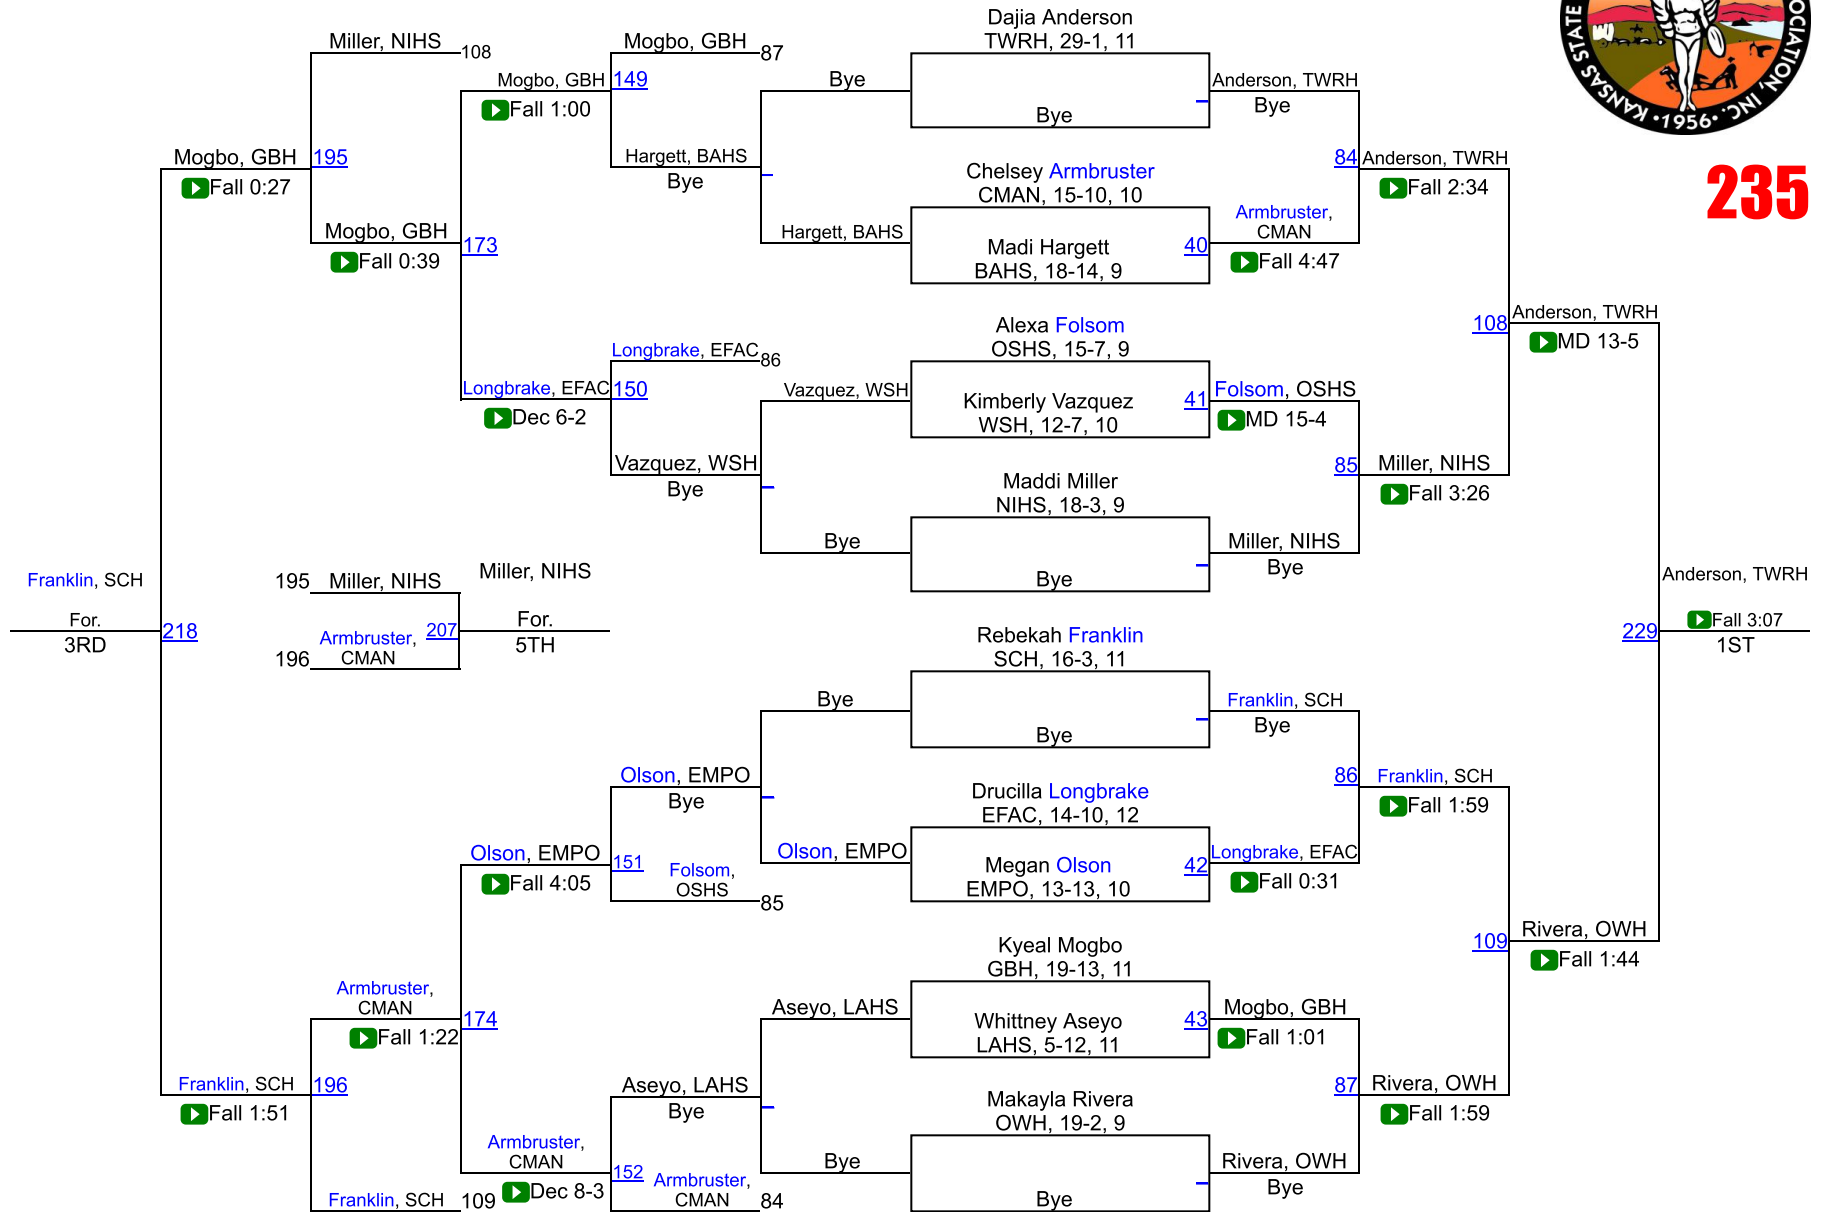 Dajia Anderson
TWRH, 29-1, 11
Bye
Chelsey Armbruster
CMAN, 15-10, 10
Madi Hargett
BAHS, 18-14, 9
40
Alexa Folsom
OSHS, 15-7, 9
Kimberly Vazquez
WSH, 12-7, 10
41
Maddi Miller
NIHS, 18-3, 9
Bye
Rebekah Franklin
SCH, 16-3, 11
Bye
Drucilla Longbrake
EFAC, 14-10, 12
Megan Olson
EMPO, 13-13, 10
42
Kyeal Mogbo
GBH, 19-13, 11
Whittney Aseyo
LAHS, 5-12, 11
43
Makayla Rivera
OWH, 19-2, 9
Bye
Anderson, TWRH
Bye
Armbruster,
CMAN
Fall 4:47
Folsom, OSHS
MD 15-4
Miller, NIHS
Bye
Franklin, SCH
Bye
Longbrake, EFAC
Fall 0:31
Mogbo, GBH
Fall 1:01
Rivera, OWH
Bye
84
Anderson, TWRH
Fall 2:34
85
Miller, NIHS
Fall 3:26
86
Franklin, SCH
Fall 1:59
87
Rivera, OWH
Fall 1:59
108
Anderson, TWRH
MD 13-5
109
Rivera, OWH
Fall 1:44
229
Anderson, TWRH
Fall 3:07
1ST
Bye
Hargett, BAHS
Vazquez, WSH
Bye
Bye
Olson, EMPO
Aseyo, LAHS
Bye
Mogbo, GBH
87
Hargett, BAHS
Bye
Longbrake, EFAC
86
Vazquez, WSH
Bye
Olson, EMPO
Bye
Folsom,
OSHS
85
Aseyo, LAHS
Bye
Armbruster,
CMAN
84
Mogbo, GBH
149
Fall 1:00
Longbrake, EFAC
150
Dec 6-2
Olson, EMPO
151
Fall 4:05
Armbruster,
CMAN
152
Dec 8-3
Miller, NIHS
108
Mogbo, GBH
173
Fall 0:39
Armbruster,
CMAN
174
Fall 1:22
Franklin, SCH
109
Mogbo, GBH
195
Fall 0:27
Franklin, SCH
196
Fall 1:51
Franklin, SCH
For.
3RD
218
195
Miller, NIHS
196
Armbruster,
CMAN
207
Miller, NIHS
For.
5TH
KANSAS STATE
OCIATION, INC.
•1956•
235